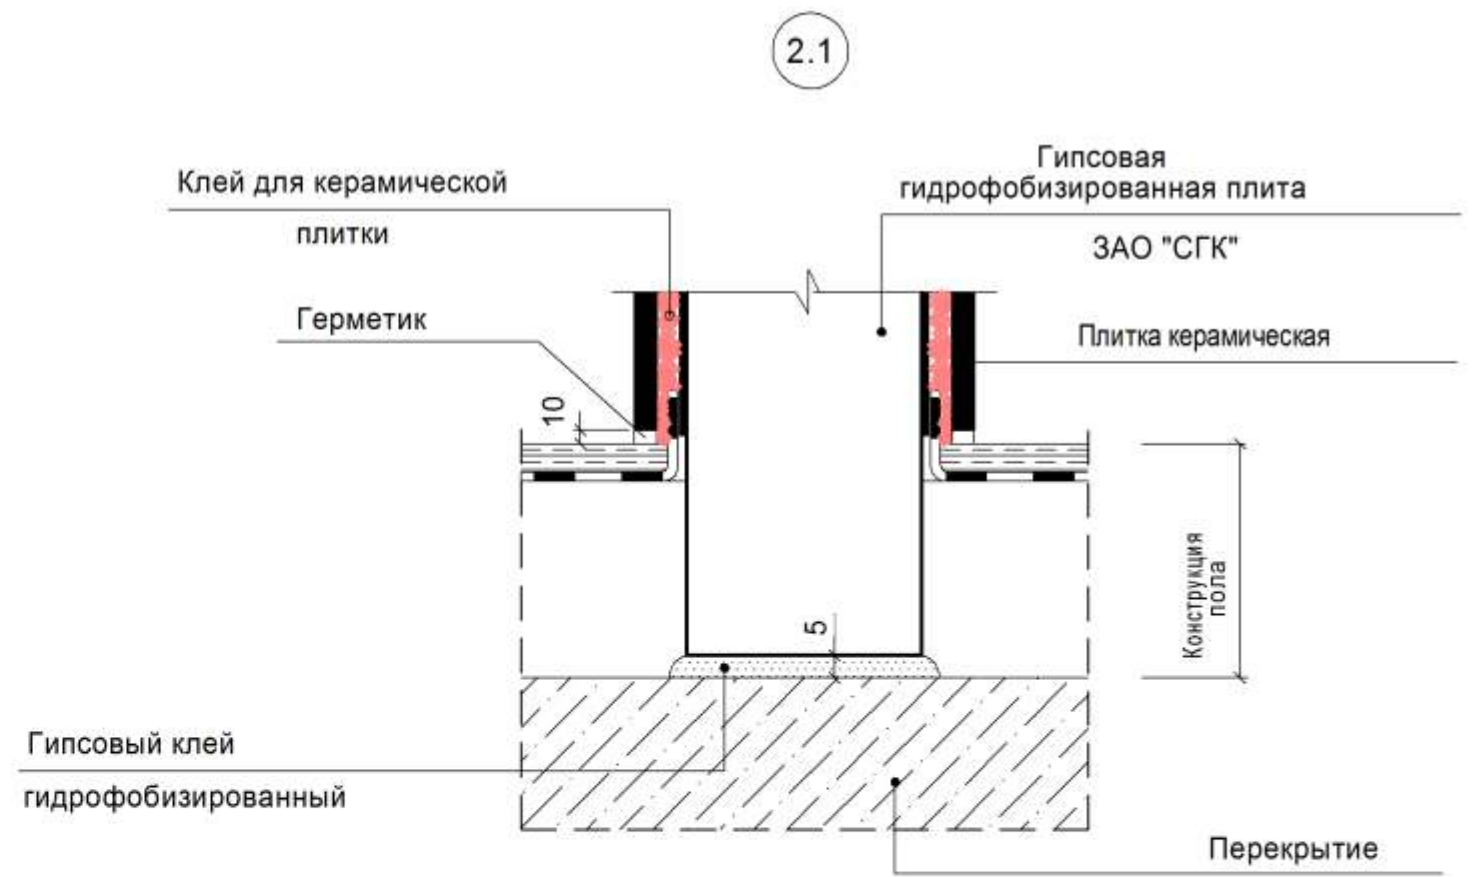 2.1
Клей для керамической
плитки
Гипсовая
гидрофобизированная плита
ЗАО "СГК"
Герметик
Плитка керамическая
10
Конструкция
пола
5
Гипсовый клей
гидрофобизированный
Перекрытие